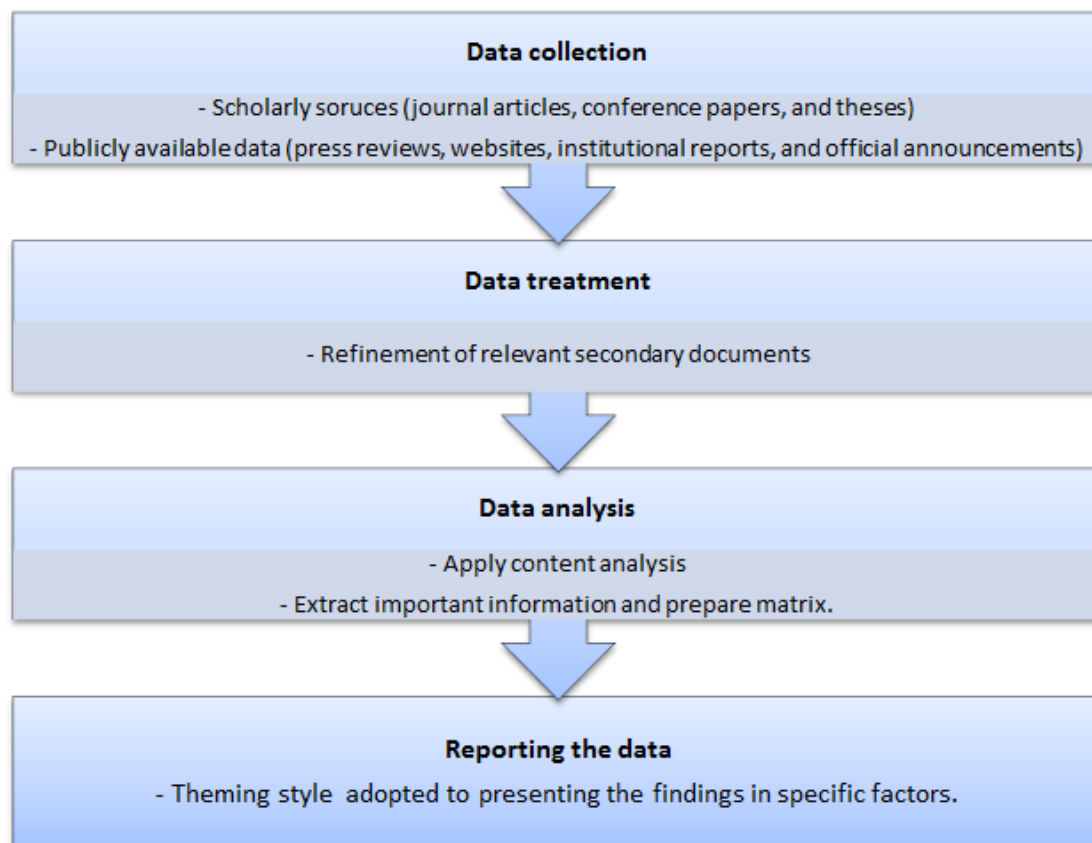 Data collection
- Scholarly soruces (journal articles, conference papers, and theses)
- Publicly available data (press reviews, websites, institutional reports, and official announcements)
Data treatment
- Refinement of relevant secondary documents
Data analysis
- Apply content analysis
- Extract important information and prepare matrix.
Reporting the data
- Theming style adopted to presenting the findings in specific factors.